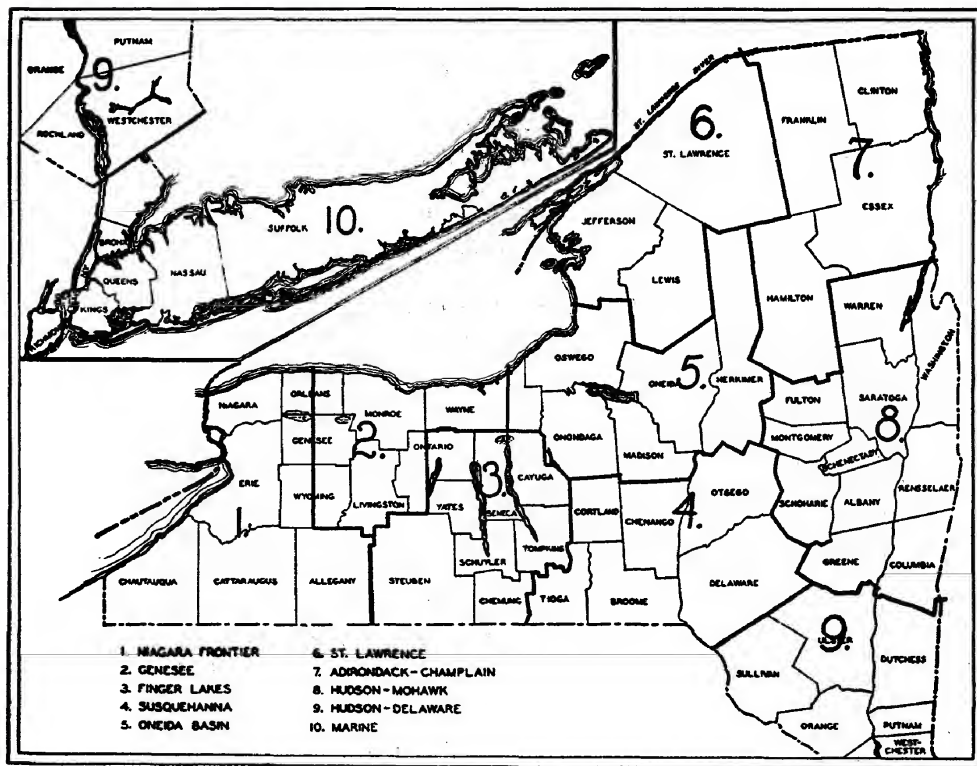 PUTNAM
ORANGE
9.
WESTCHESTER
ROCKLAND
SUFFOLK
10.
BRONX
QUEENS
NASSAU
KINGS
ST. LAWRENCE RIVER
6.
ST. LAWRENCE
FRANKLIN
CLINTON
7.
ESSEX
JEFFERSON
LEWIS
HAMILTON
WARREN
WASHINGTON
OSWEGO
ONEIDA
5.
HERKIMER
FULTON
SARATOGA
8.
MONTGOMERY
SCHENECTADY
NIAGARA
ORLEANS
MONROE
WAYNE
GENESEE
2.
ONTARIO
3.
ONONDAGA
MADISON
CAYUGA
ERIE
1
WYOMING
LIVINGSTON
YATES
SENECA
CORTLAND
CHENANGO
4.
OTSEGO
SCHOHARIE
ALBANY
RENSSELAER
SCHUYLER
TOMPKINS
CHAUTAUQUA
CATTARAUGUS
ALLEGANY
STEUBEN
CHEMUNG
TIOGA
BROOME
DELAWARE
GREENE
COLUMBIA
9.
ULSTER
SULLIVAN
DUTCHESS
ORANGE
PUTNAM
WEST-
CHESTER
1. NIAGARA FRONTIER
2. GENESEE
3. FINGER LAKES
4. SUSQUEHANNA
5. ONEIDA BASIN
6. ST. LAWRENCE
7. ADIRONDACK-CHAMPLAIN
8. HUDSON-MOHAWK
9. HUDSON-DELAWARE
10. MARINE